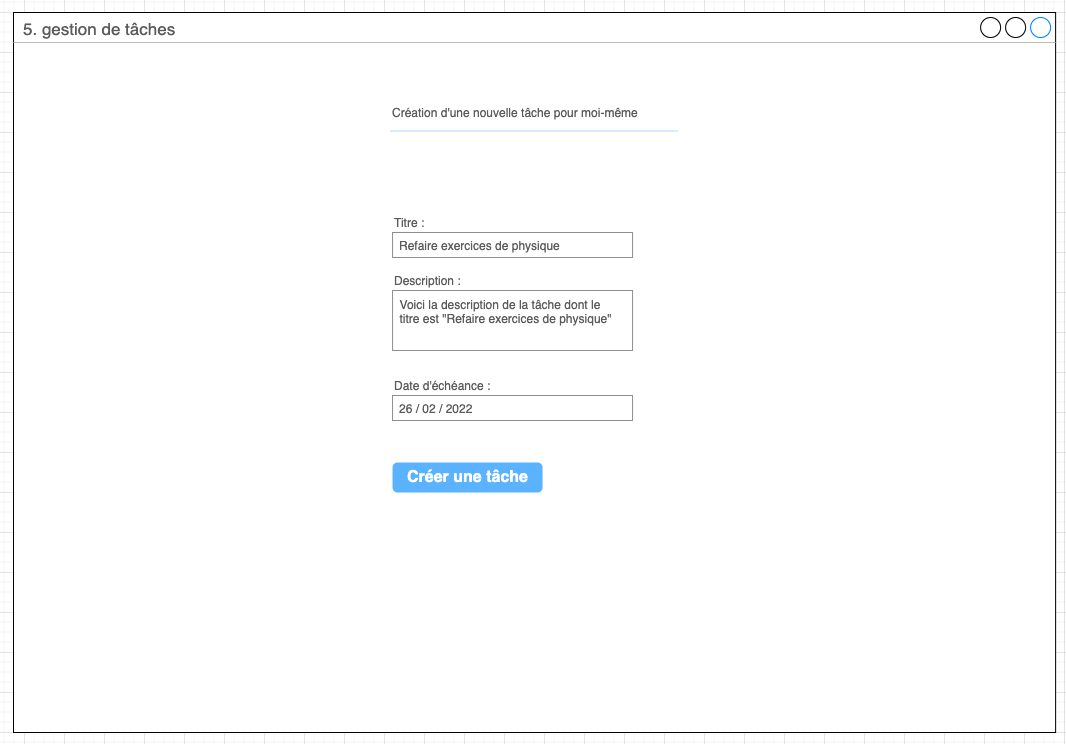 5. gestion de tâches
Création d'une nouvelle tâche pour moi-même
Titre :
Refaire exercices de physique
Description :
Voici la description de la tâche dont le
titre est "Refaire exercices de physique"
Date d'échéance :
26 / 02 / 2022
Créer une tâche